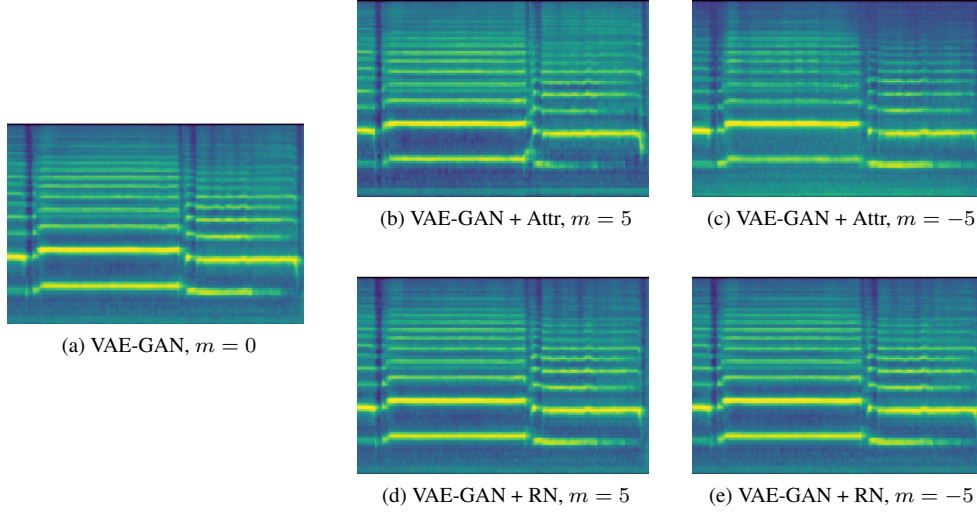 (b) VAE-GAN + Attr, m = 5
(c) VAE-GAN + Attr, m = −5
(a) VAE-GAN, m = 0
(d) VAE-GAN + RN, m = 5
(e) VAE-GAN + RN, m = −5